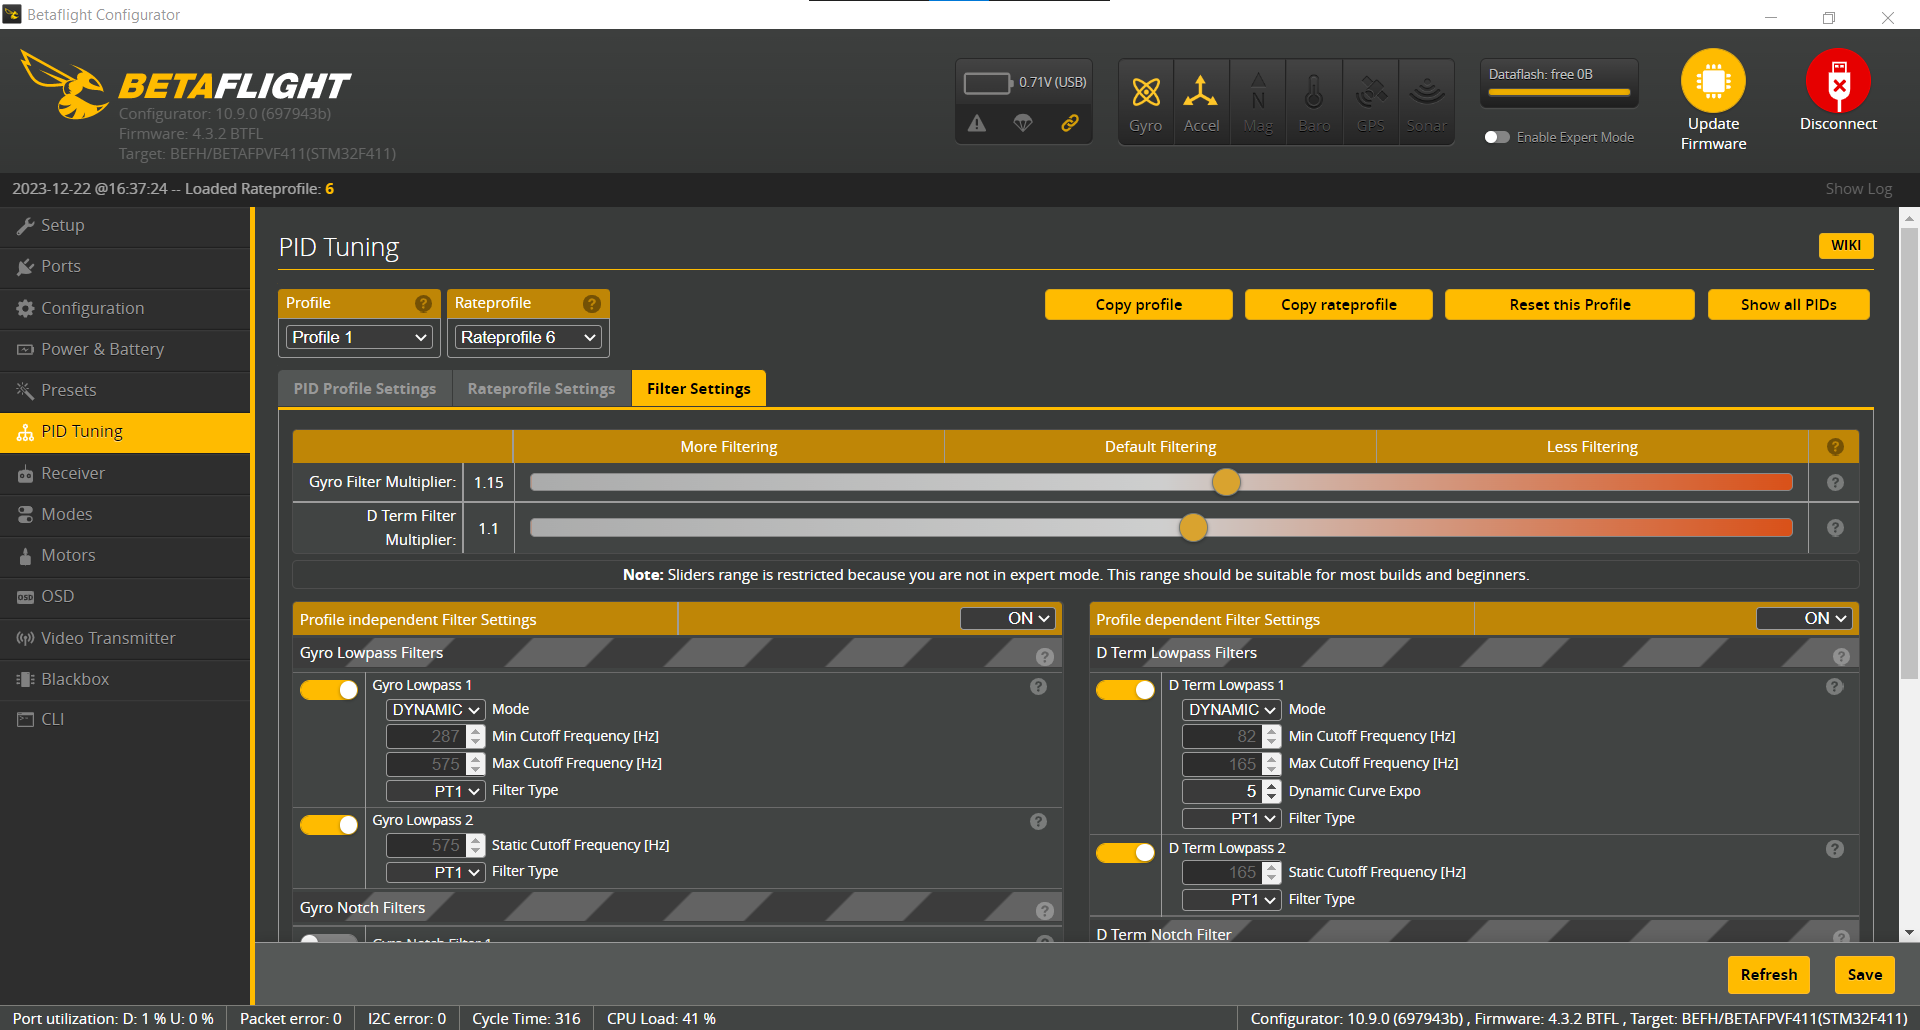 Betaflight Configurator
BETAFLIGHT
Configurator: 10.9.0 (697943b)
Firmware: 4.3.2 BTFL
Target: BEFH/BETAFPVF411(STM32F411)
0.71V (USB)
Gyro
Accel
N
Mag
Baro
GPS
Sonar
Dataflash: free 0B
Enable Expert Mode
Update
Firmware
Disconnect
2023-12-22 @16:37:24 -- Loaded Rateprofile: 6
Show Log
Setup
Ports
Configuration
Power & Battery
Presets
PID Tuning
Receiver
Modes
Motors
OSD
Video Transmitter
Blackbox
CLI
PID Tuning
WIKI
Profile ?
Profile 1
Rateprofile ?
Rateprofile 6
Copy profile
Copy rateprofile
Reset this Profile
Show all PIDs
PID Profile Settings
Rateprofile Settings
Filter Settings
More Filtering
Default Filtering
Less Filtering
?
Gyro Filter Multiplier: 1.15 ?
D Term Filter
Multiplier: 1.1 ?
Note: Sliders range is restricted because you are not in expert mode. This range should be suitable for most builds and beginners.
Profile independent Filter Settings ON
Gyro Lowpass Filters ?
Gyro Lowpass 1 ?
DYNAMIC Mode
287 Min Cutoff Frequency [Hz]
575 Max Cutoff Frequency [Hz]
PT1 Filter Type
Gyro Lowpass 2 ?
575 Static Cutoff Frequency [Hz]
PT1 Filter Type
Gyro Notch Filters ?
Gyro Notch Filter 1
Profile dependent Filter Settings ON
D Term Lowpass Filters ?
D Term Lowpass 1 ?
DYNAMIC Mode
82 Min Cutoff Frequency [Hz]
165 Max Cutoff Frequency [Hz]
5 Dynamic Curve Expo
PT1 Filter Type
D Term Lowpass 2 ?
165 Static Cutoff Frequency [Hz]
PT1 Filter Type
D Term Notch Filter ?
Refresh
Save
Port utilization: D: 1 % U: 0 %
Packet error: 0
I2C error: 0
Cycle Time: 316
CPU Load: 41 %
Configurator: 10.9.0 (697943b) , Firmware: 4.3.2 BTFL , Target: BEFH/BETAFPVF411(STM32F411)